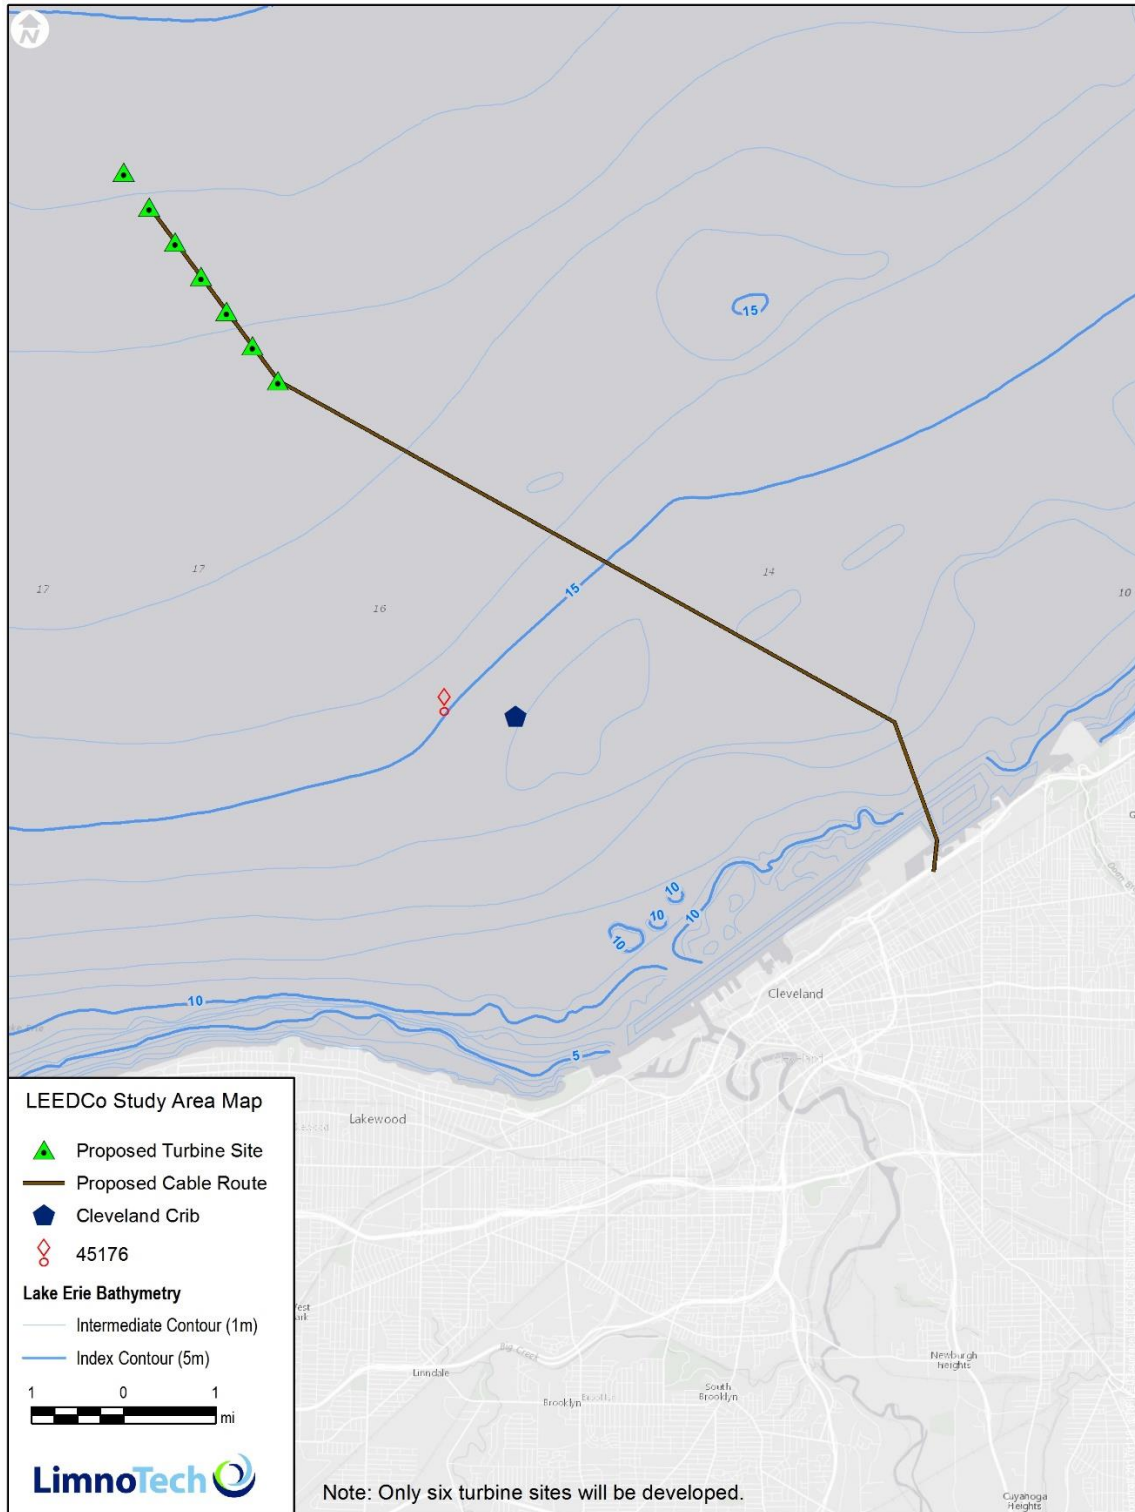 N
15
17
17
16
15
14
10
10
10
10
10
10
5
Cleveland
Lakewood
LEEDCo Study Area Map
Proposed Turbine Site
Proposed Cable Route
Cleveland Crib
45176
Lake Erie Bathymetry
Intermediate Contour (1m)
Index Contour (5m)
1 0 1
mi
LimnoTech
Big Creek
Linndale
Brooklyn
South
Brooklyn
Newburgh
Heights
Cuyahoga
Heights
Note: Only six turbine sites will be developed.